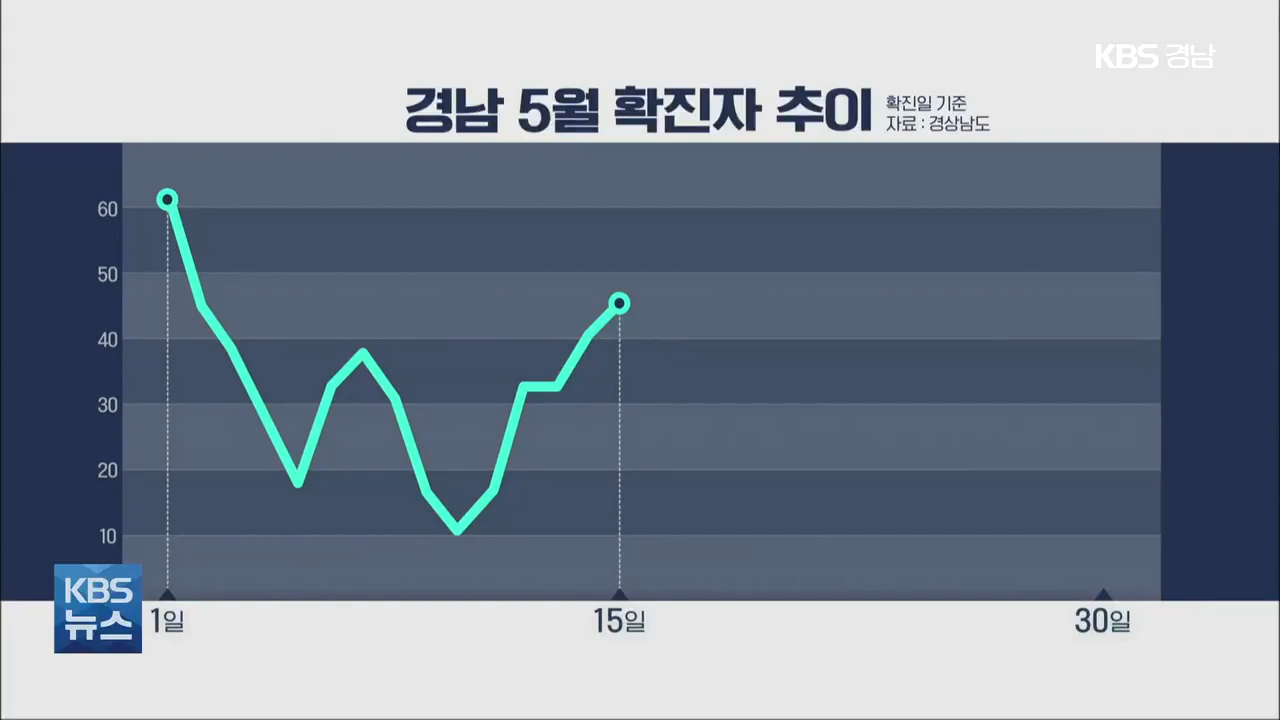 KBS 경남
경남 5월 확진자 추이
확진일 기준
자료 : 경상남도
60
50
40
30
20
10
KBS
뉴스
1일
15일
30일